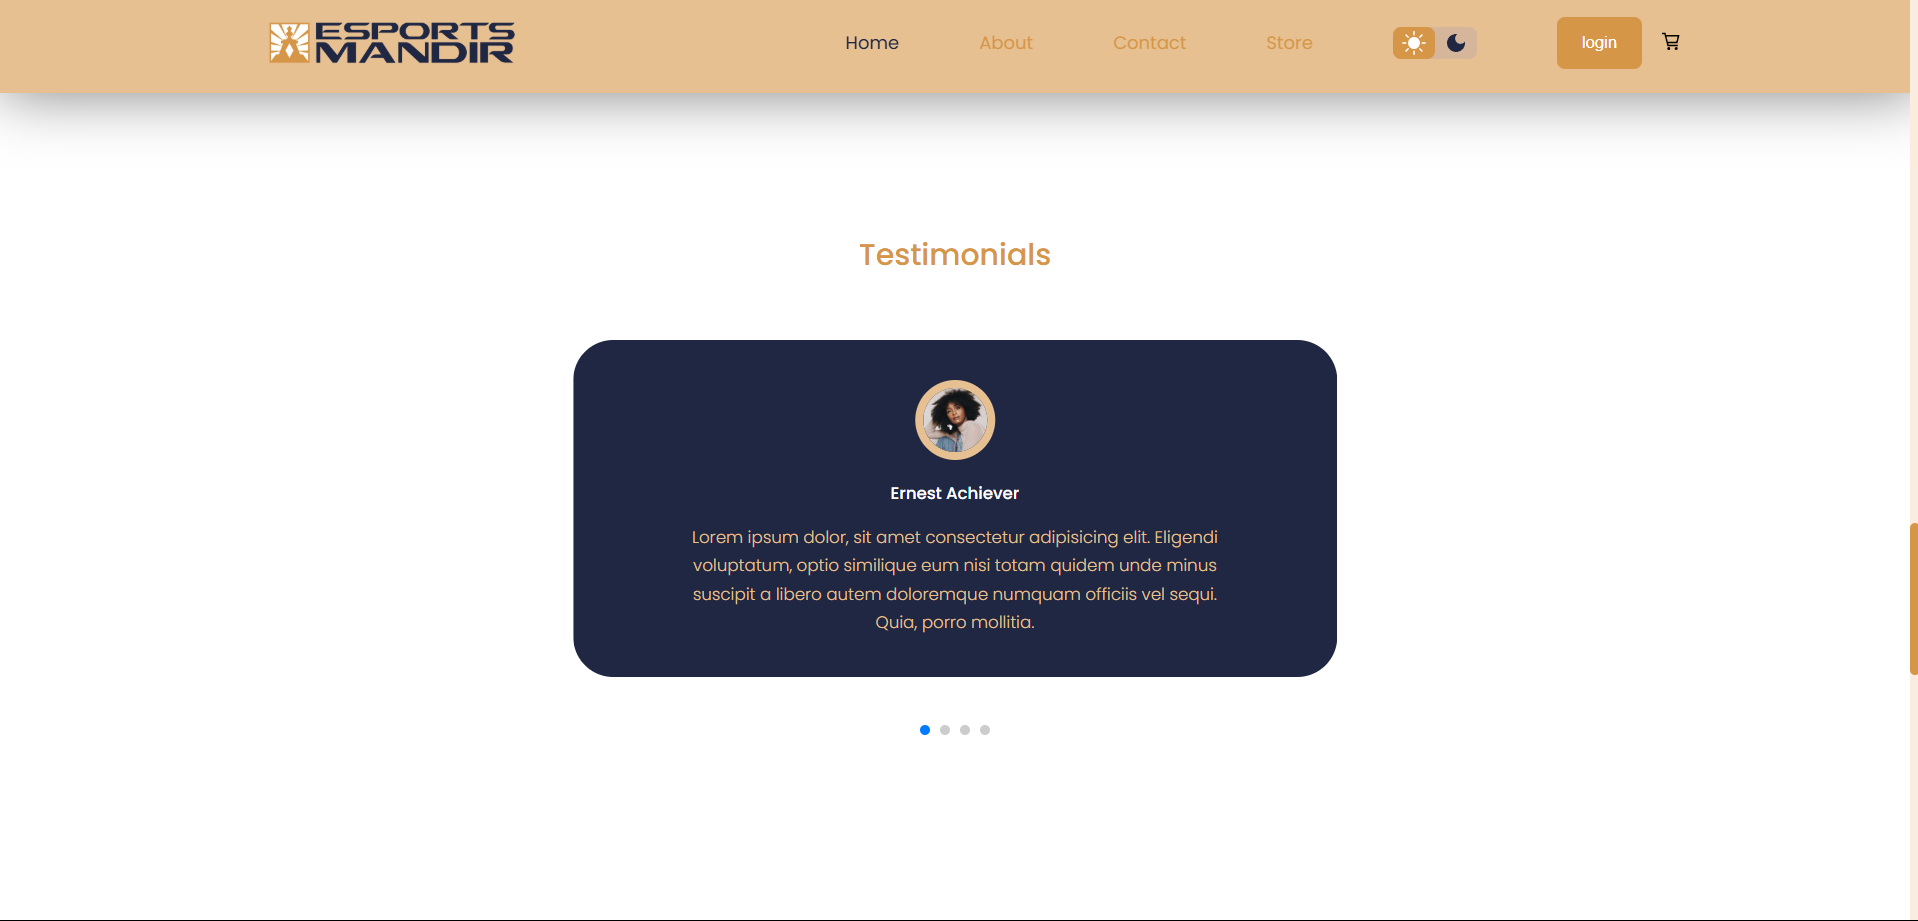 ESPORTS
MANDIR
Home
About
Contact
Store
login
Testimonials
Ernest Achiever
Lorem ipsum dolor, sit amet consectetur adipisicing elit. Eligendi
voluptatum, optio similique eum nisi totam quidem unde minus
suscipit a libero autem doloremque numquam officiis vel sequi.
Quia, porro mollitia.